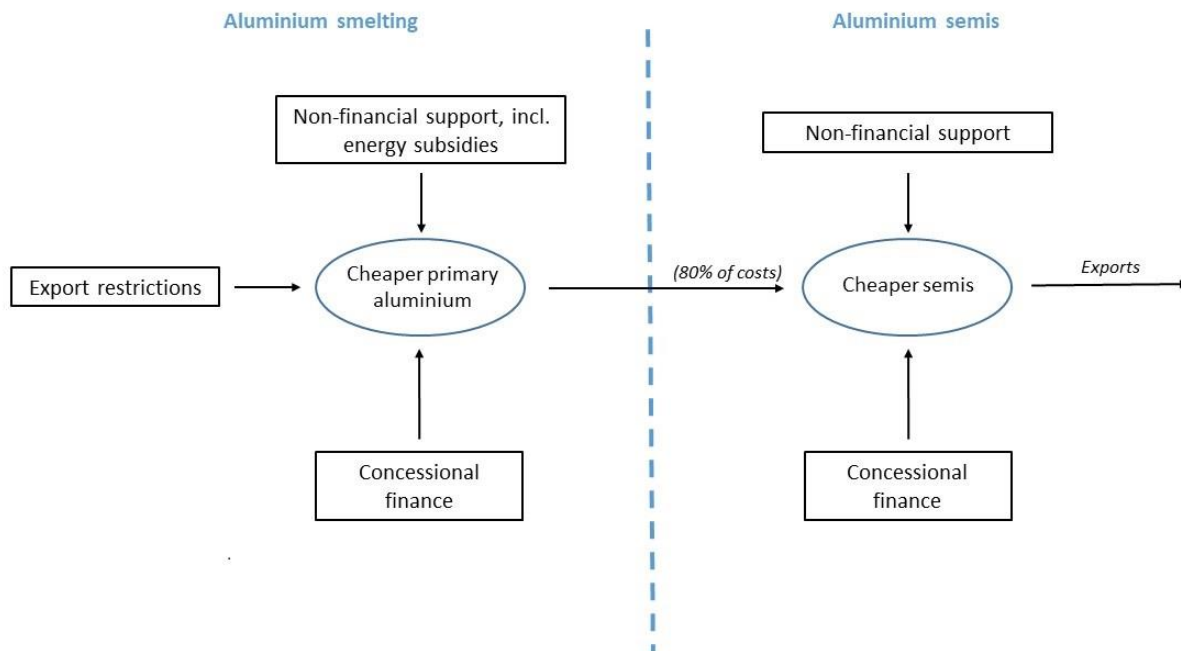 Aluminium smelting
Aluminium semis
Non-financial support, incl.
energy subsidies
Non-financial support
Export restrictions
Cheaper primary
aluminium
(80% of costs)
Cheaper semis
Exports
Concessional
finance
Concessional
finance